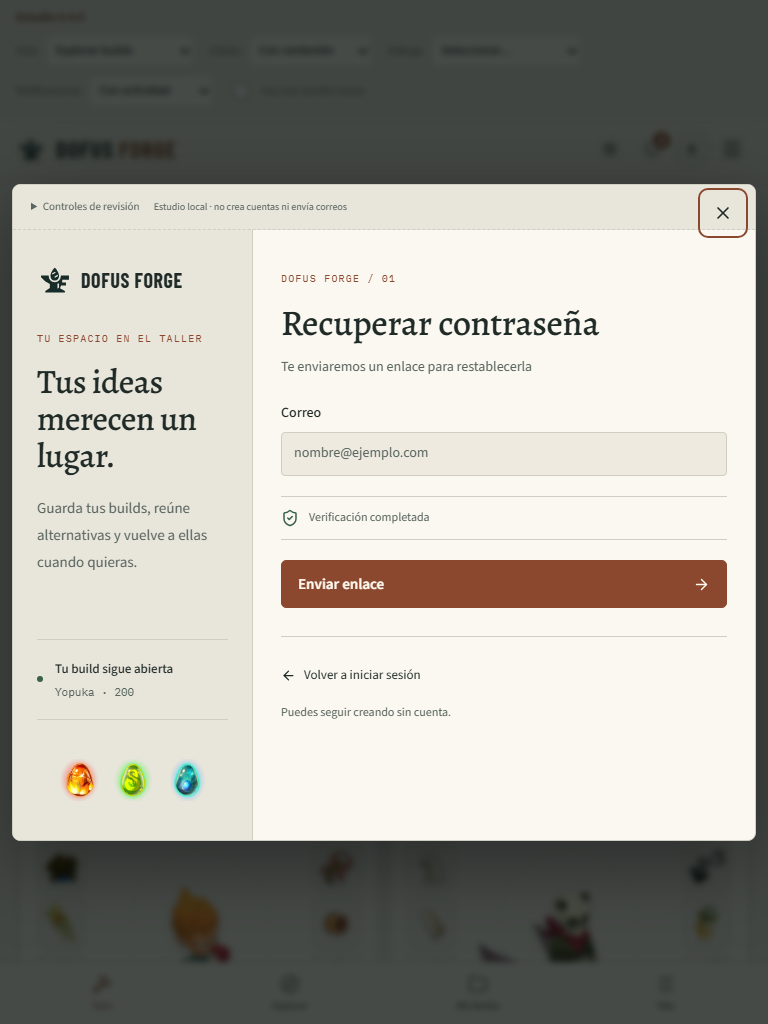 DOFUS FORGE
Controles de revisión Estudio local · no crea cuentas ni envía correos
DOFUS FORGE
TU ESPACIO EN EL TALLER
Tus ideas
merecen un
lugar.
Guarda tus builds, reúne
alternativas y vuelve a ellas
cuando quieras.
Tu build sigue abierta
Yopuka · 200
DOFUS FORGE / 01
Recuperar contraseña
Te enviaremos un enlace para restablecerla
Correo
nombre@ejemplo.com
Verificación completada
Enviar enlace
Volver a iniciar sesión
Puedes seguir creando sin cuenta.